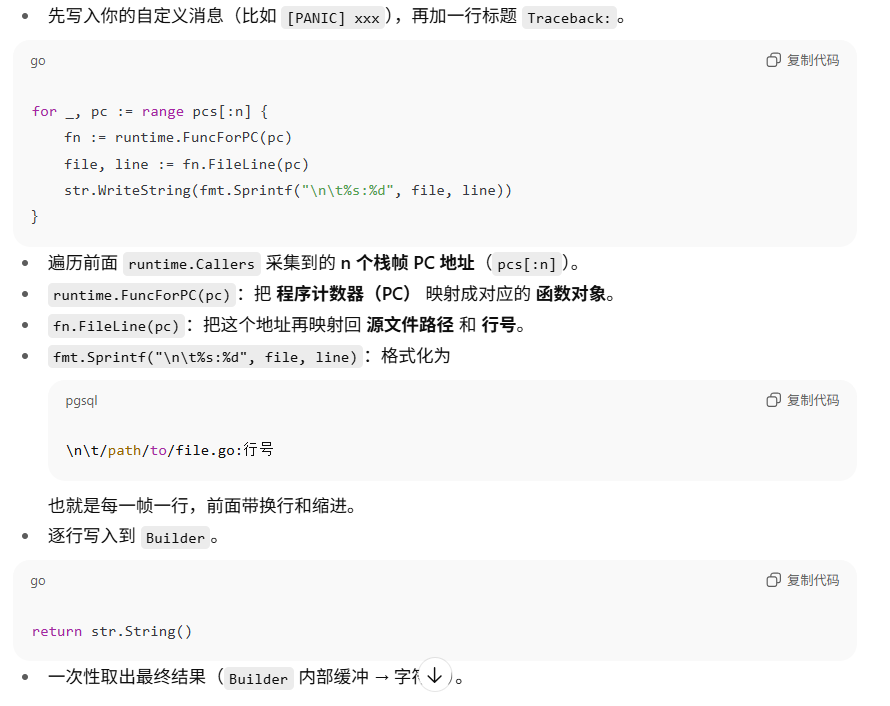 先写入你的自定义消息（比如 [PANIC] xxx），再加一行标题 Traceback:。
go
复制代码
for _, pc := range pcs[:n] {
    fn := runtime.FuncForPC(pc)
    file, line := fn.FileLine(pc)
    str.WriteString(fmt.Sprintf("\n\t%s:%d", file, line))
}
遍历前面 runtime.Callers 采集到的 n 个栈帧 PC 地址（pcs[:n]）。
runtime.FuncForPC(pc)：把 程序计数器（PC） 映射成对应的 函数对象。
fn.FileLine(pc)：把这个地址再映射回 源文件路径 和 行号。
fmt.Sprintf("\n\t%s:%d", file, line)：格式化为
pgsql
复制代码
\n\t/path/to/file.go:行号
也就是每一帧一行，前面带换行和缩进。
逐行写入到 Builder。
go
复制代码
return str.String()
一次性取出最终结果（Builder 内部缓冲 → 字）。